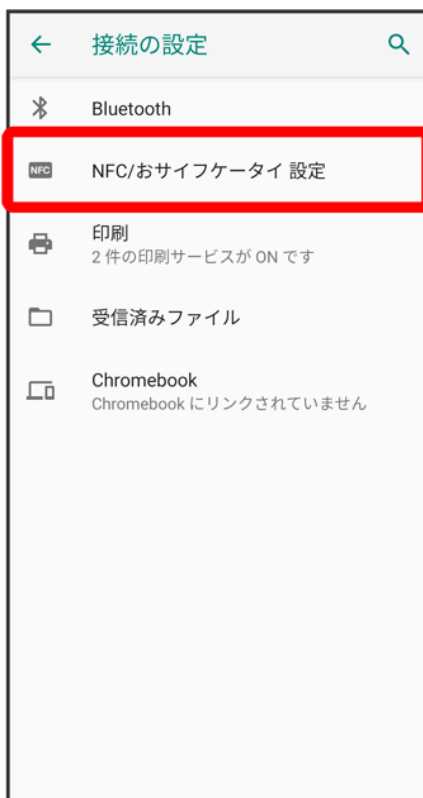 接続の設定
Bluetooth
NFC
NFC/おサイフケータイ 設定
印刷
2 件の印刷サービスが ON です
受信済みファイル
Chromebook
Chromebook にリンクされていません